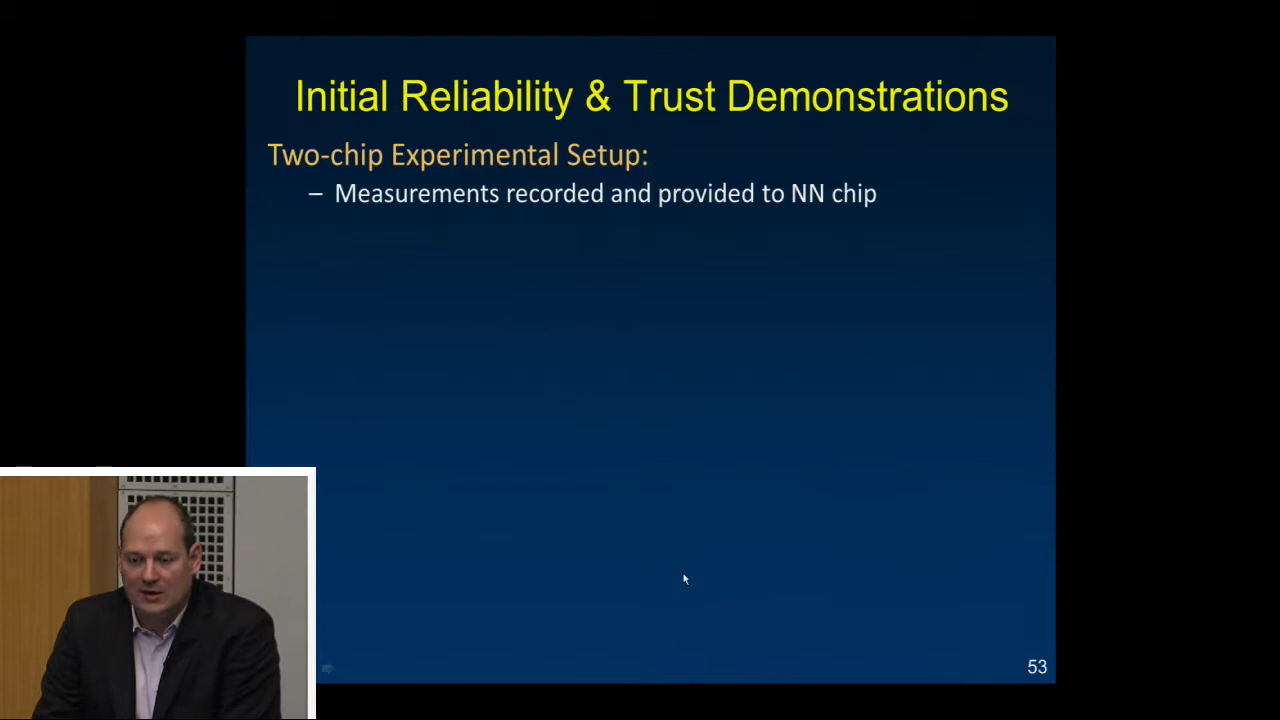 Initial Reliability & Trust Demonstrations
Two-chip Experimental Setup:
– Measurements recorded and provided to NN chip
53